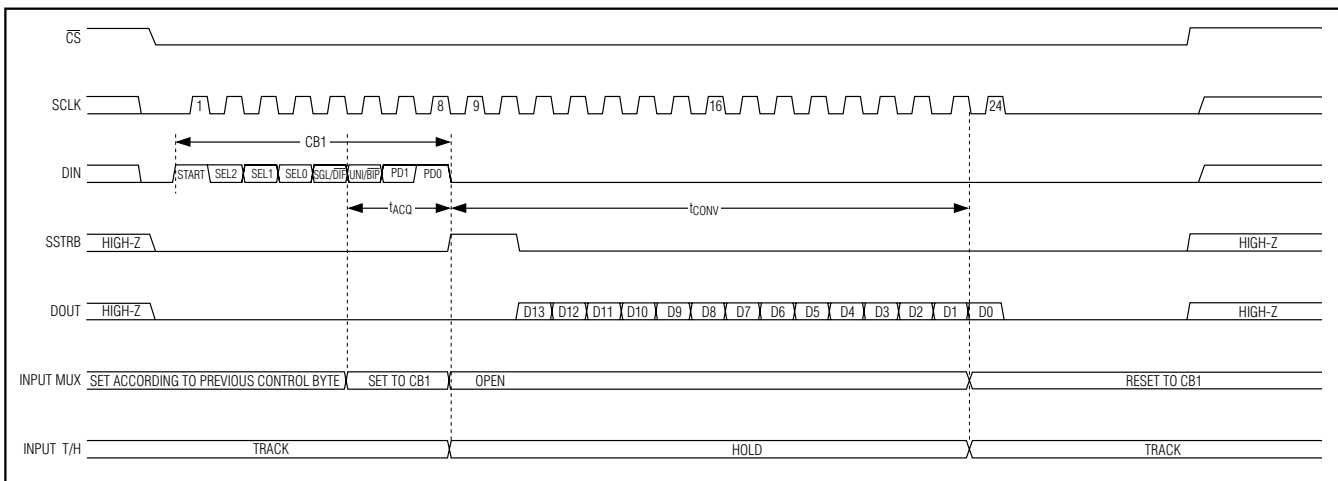 CS
SCLK 1 8 9 16 24
CB1
DIN START SEL2 SEL1 SEL0 SGL/DIF UNI/BIP PD1 PD0
tACQ tCONV
SSTRB HIGH-Z HIGH-Z
DOUT HIGH-Z D13 D12 D11 D10 D9 D8 D7 D6 D5 D4 D3 D2 D1 D0 HIGH-Z
INPUT MUX SET ACCORDING TO PREVIOUS CONTROL BYTE SET TO CB1 OPEN RESET TO CB1
INPUT T/H TRACK HOLD TRACK